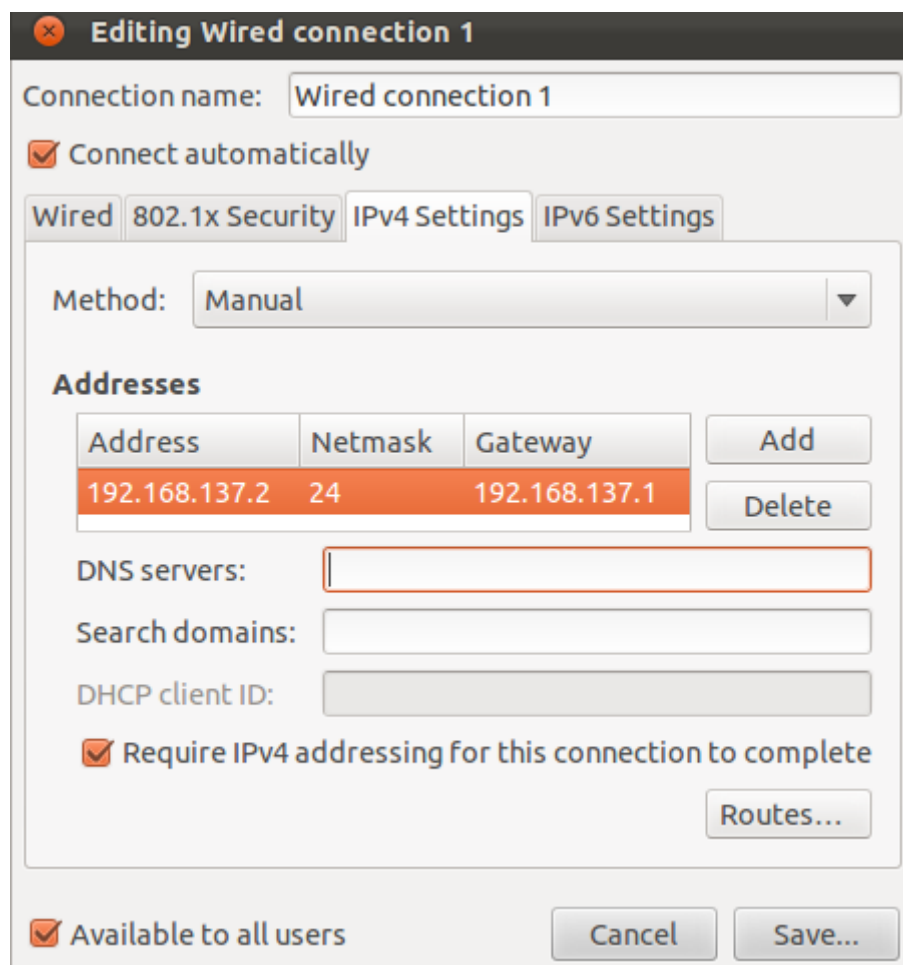 Editing Wired connection 1
Connection name: Wired connection 1
Connect automatically
Wired 802.1x Security IPv4 Settings IPv6 Settings
Method: Manual
Addresses
Address Netmask Gateway Add
192.168.137.2 24 192.168.137.1
Delete
DNS servers:
Search domains:
DHCP client ID:
Require IPv4 addressing for this connection to complete
Routes...
Available to all users Cancel Save...